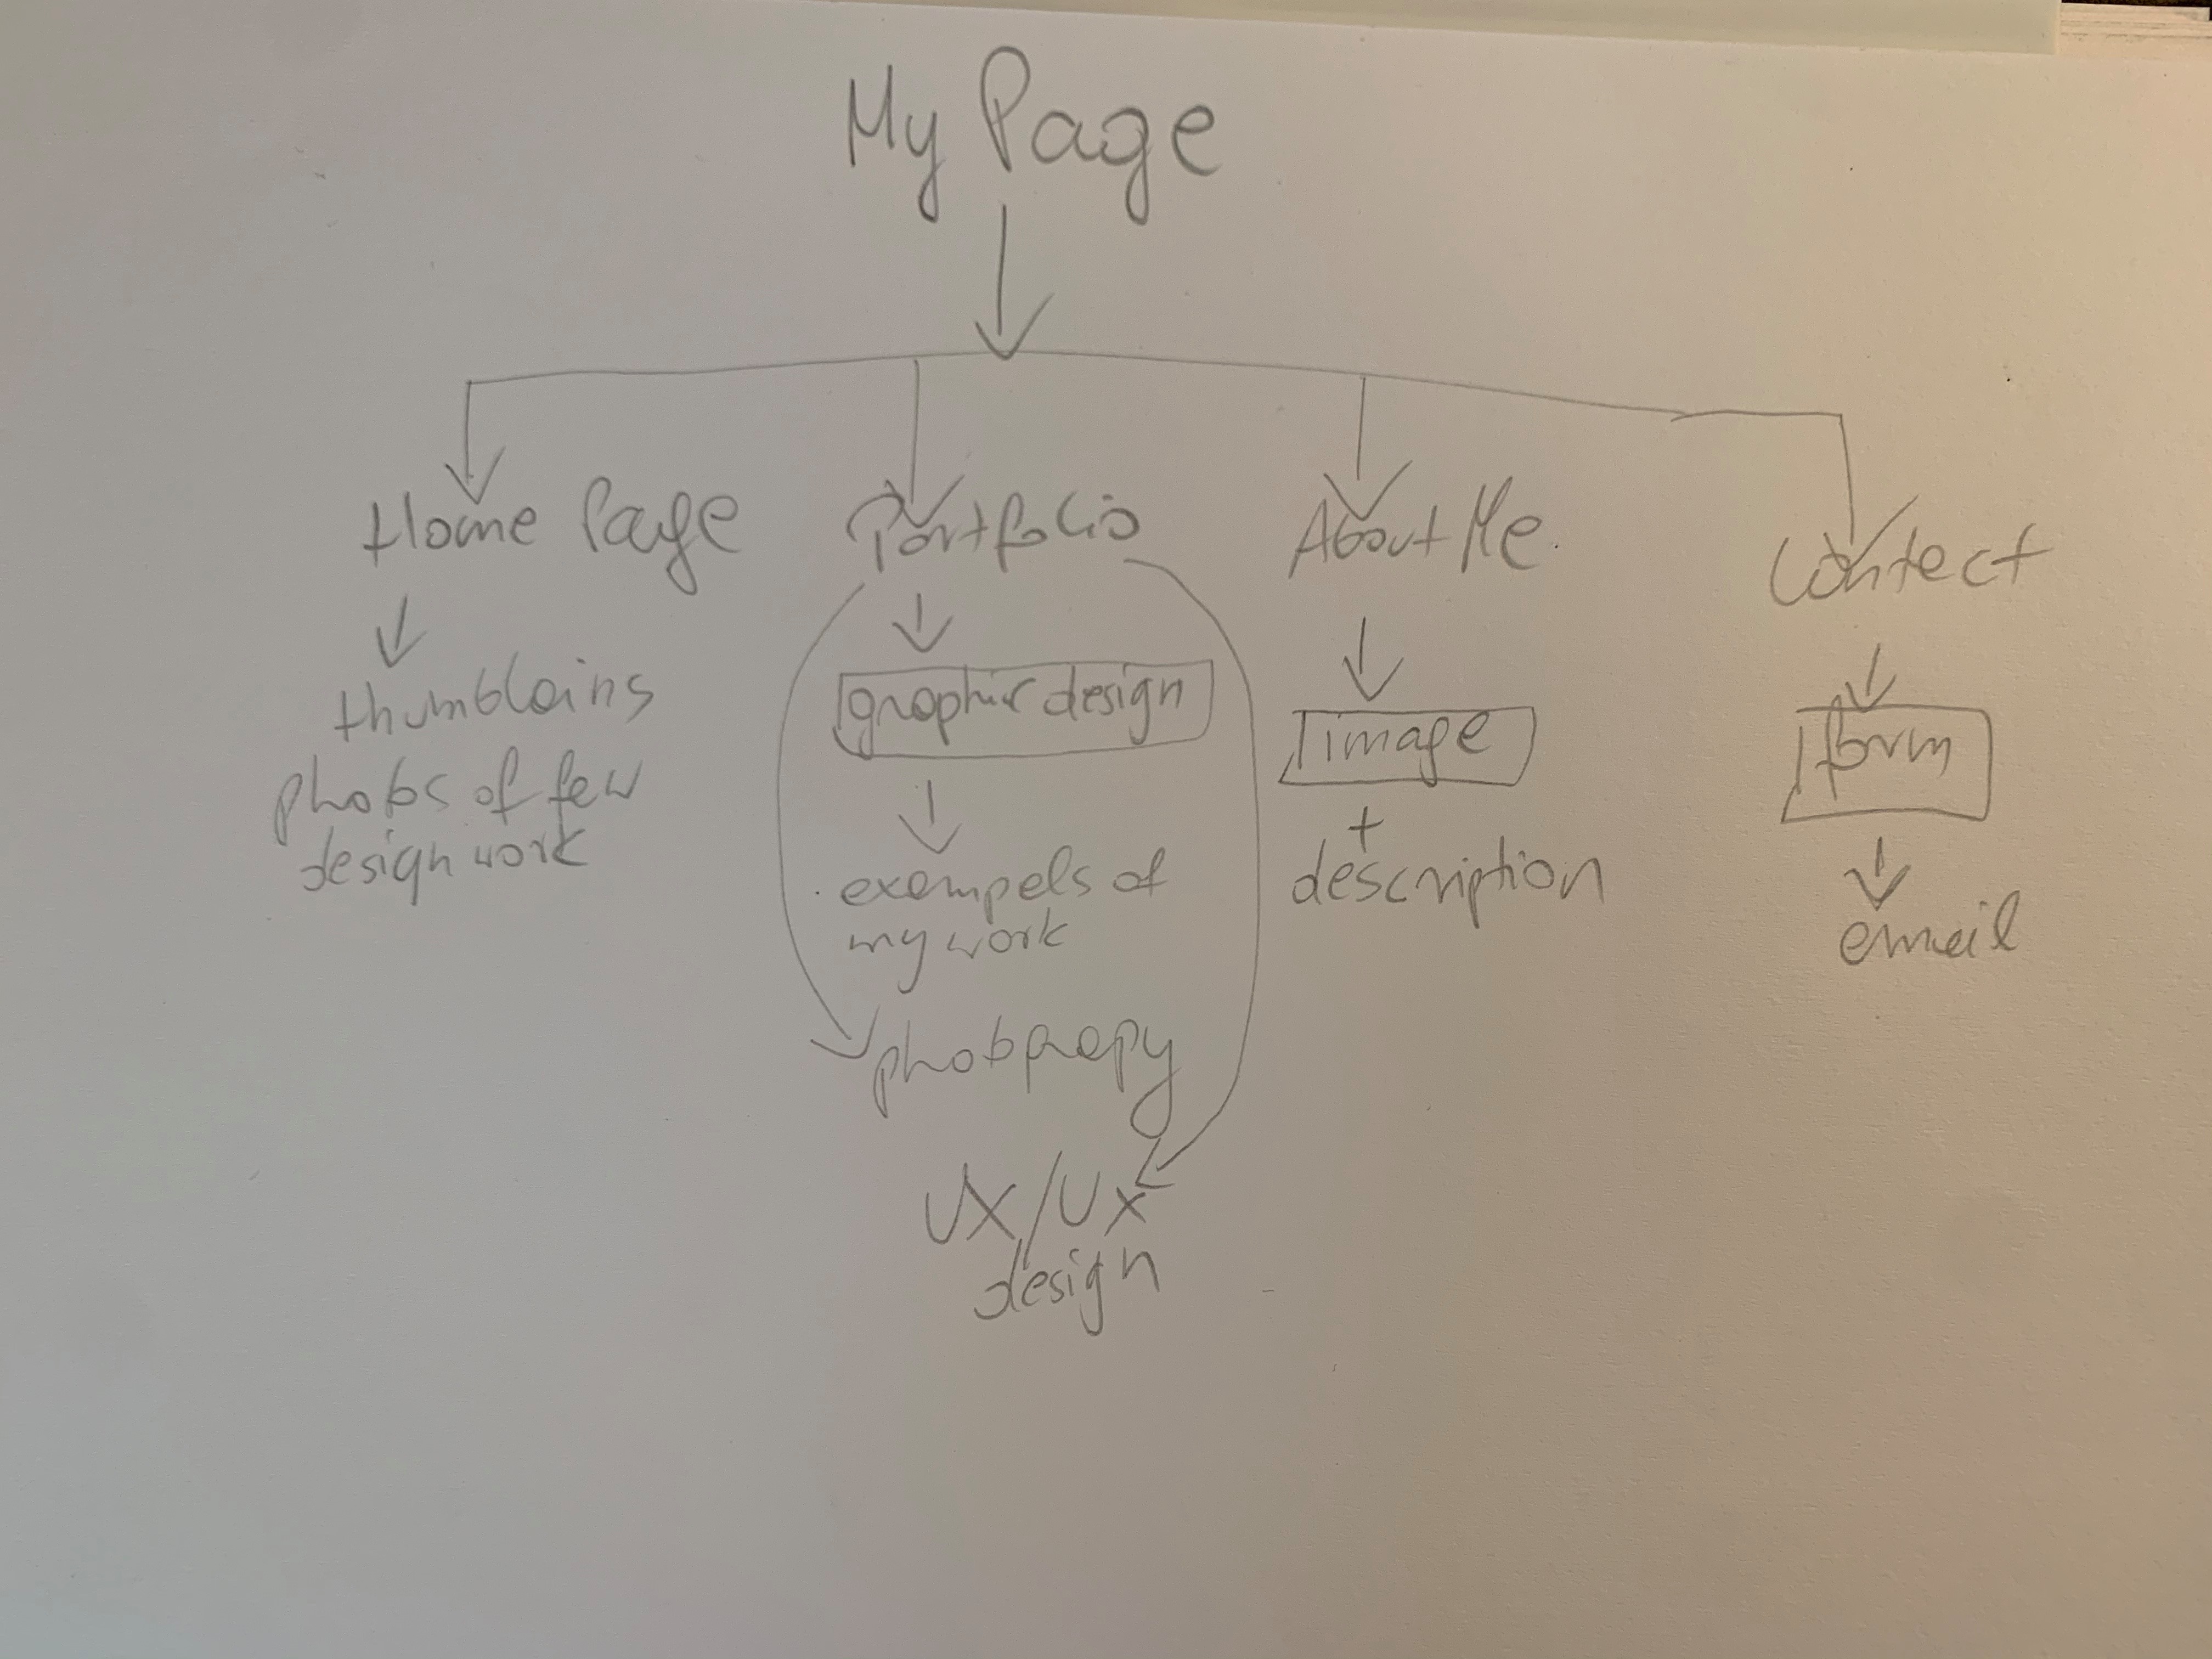 My Page
Home Page
Portfolio
About Me.
Contect
thumbloins
photos of few
design work
graphic design
exempels of
my work
photograpy
UX/UX
design
image
+
description
form
email